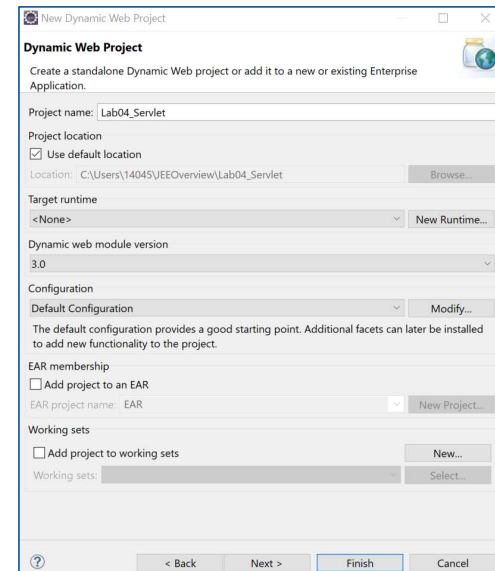 New Dynamic Web Project
Dynamic Web Project
Create a standalone Dynamic Web project or add it to a new or existing Enterprise
Application.
Project name: Lab04_Servlet
Project location
Use default location
Location: C:\Users\14045\JEEOverview\Lab04_Servlet Browse...
Target runtime
<None> New Runtime...
Dynamic web module version
3.0
Configuration
Default Configuration Modify...
The default configuration provides a good starting point. Additional facets can later be installed
to add new functionality to the project.
EAR membership
Add project to an EAR
EAR project name: EAR New Project...
Working sets
Add project to working sets New...
Working sets: Select...
? < Back Next > Finish Cancel